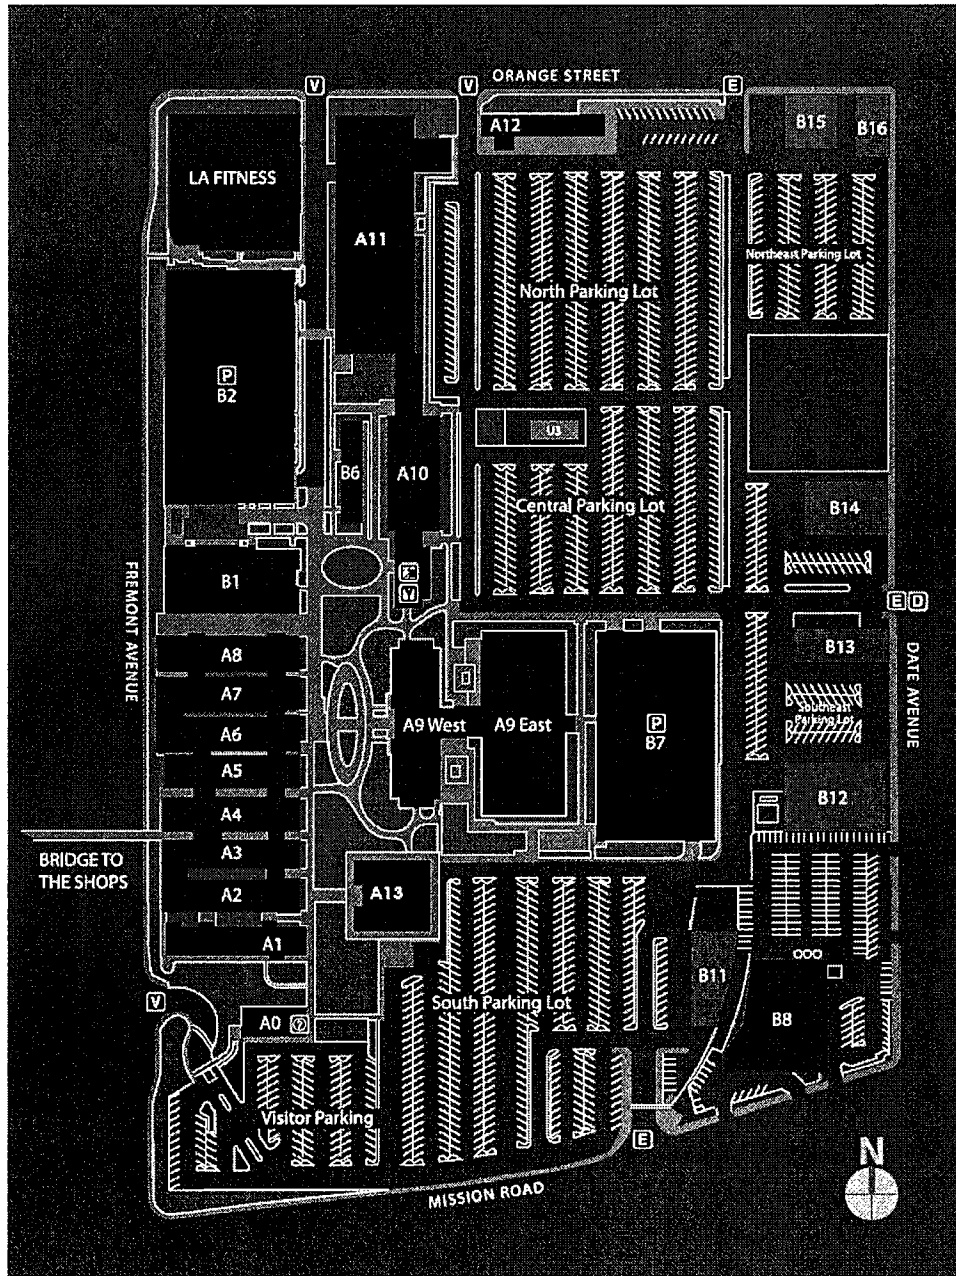 ORANGE STREET
V
V
E
A12
B15
B16
LA FITNESS
A11
North Parking Lot
Northeast Parking Lot
P
B2
U3
B6
A10
Central Parking Lot
B14
B1
V
E D
FREMONT AVENUE
DATE AVENUE
A8
A7
A6
A5
A4
A3
A2
A1
B13
Southeast
Parking Lot
A9 West
A9 East
P
B7
B12
BRIDGE TO
THE SHOPS
A13
South Parking Lot
B11
B8
V
A0 ?
Visitor Parking
E
MISSION ROAD
N